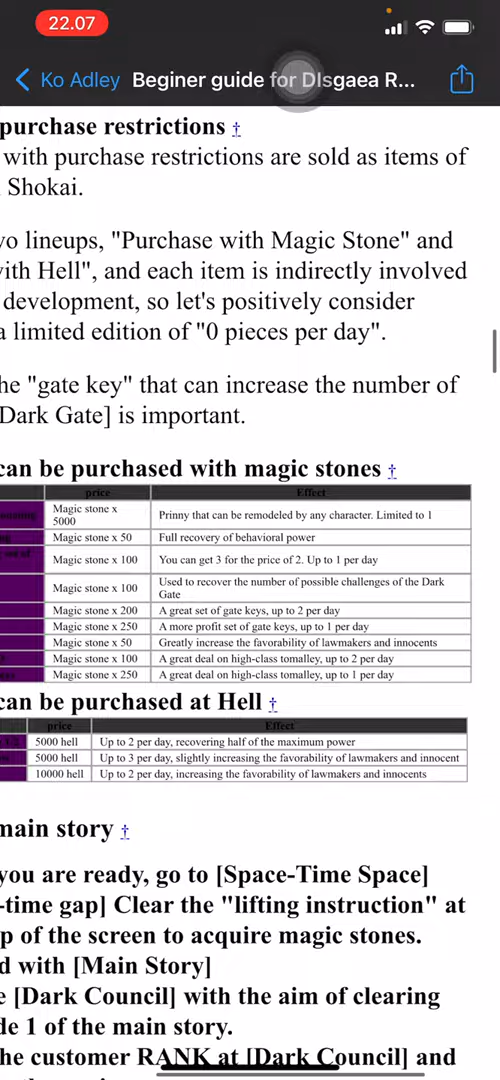 22.07
Ko Adley Beginer guide for DIsgaea R...
purchase restrictions †
with purchase restrictions are sold as items of
Shokai.
vo lineups, "Purchase with Magic Stone" and
vith Hell", and each item is indirectly involved
development, so let's positively consider
a limited edition of "0 pieces per day".
he "gate key" that can increase the number of
[Dark Gate] is important.
can be purchased with magic stones †
price Effect
Magic stone x 5000 Prinny that can be remodeled by any character. Limited to 1
Magic stone x 50 Full recovery of behavioral power
Magic stone x 100 You can get 3 for the price of 2. Up to 1 per day
Magic stone x 100 Used to recover the number of possible challenges of the Dark Gate
Magic stone x 200 A great set of gate keys, up to 2 per day
Magic stone x 250 A more profit set of gate keys, up to 1 per day
Magic stone x 50 Greatly increase the favorability of lawmakers and innocents
Magic stone x 100 A great deal on high-class tomalley, up to 2 per day
Magic stone x 250 A great deal on high-class tomalley, up to 1 per day
can be purchased at Hell †
price Effect
5000 hell Up to 2 per day, recovering half of the maximum power
5000 hell Up to 3 per day, slightly increasing the favorability of lawmakers and innocent
10000 hell Up to 2 per day, increasing the favorability of lawmakers and innocents
main story †
you are ready, go to [Space-Time Space]
-time gap] Clear the "lifting instruction" at
p of the screen to acquire magic stones.
d with [Main Story]
e [Dark Council] with the aim of clearing
de 1 of the main story.
he customer RANK at [Dark Council] and